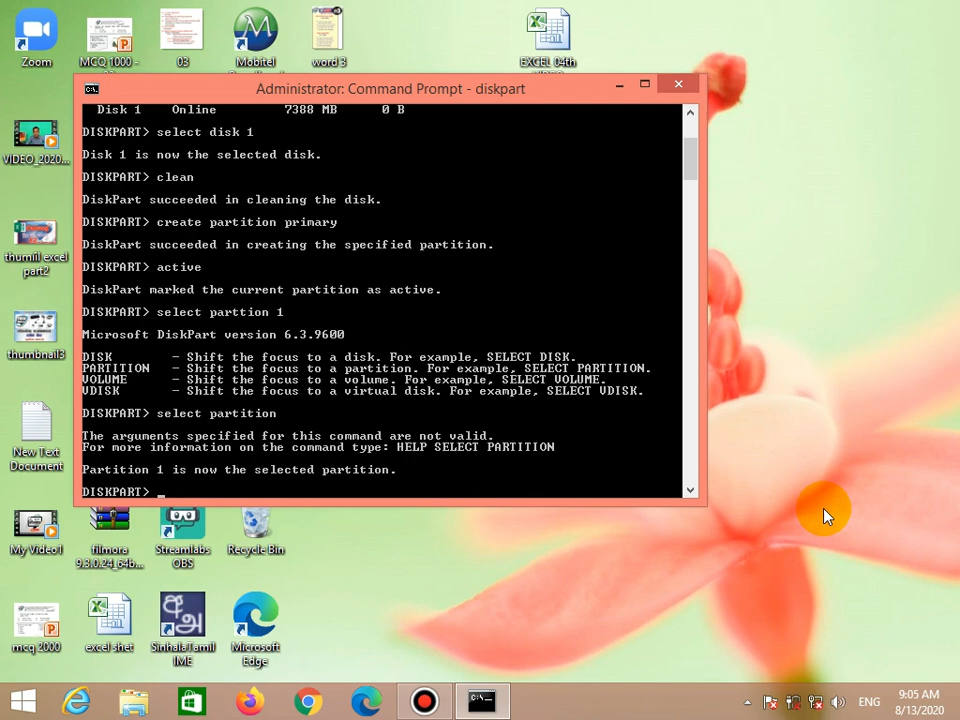 Zoom
MCQ 1000 -
03
Mobitel
word 3
EXCEL 04th
Administrator: Command Prompt - diskpart
Disk 1 Online 7388 MB 0 B
DISKPART> select disk 1
Disk 1 is now the selected disk.
DISKPART> clean
DiskPart succeeded in cleaning the disk.
DISKPART> create partition primary
DiskPart succeeded in creating the specified partition.
DISKPART> active
DiskPart marked the current partition as active.
DISKPART> select parttion 1
Microsoft DiskPart version 6.3.9600
DISK - Shift the focus to a disk. For example, SELECT DISK.
PARTITION - Shift the focus to a partition. For example, SELECT PARTITION.
VOLUME - Shift the focus to a volume. For example, SELECT VOLUME.
VDISK - Shift the focus to a virtual disk. For example, SELECT VDISK.
DISKPART> select partition
The arguments specified for this command are not valid.
For more information on the command type: HELP SELECT PARTITION
Partition 1 is now the selected partition.
DISKPART> _
VIDEO_2020...
thumiil excel
part2
thumbnail3
New Text
Document
My Video1
filmora
9.3.0.24_64b...
Streamlabs
OBS
Recycle Bin
mcq 2000
excel shet
අ
SinhalaTamil
IME
Microsoft
Edge
ENG
9:05 AM
8/13/2020